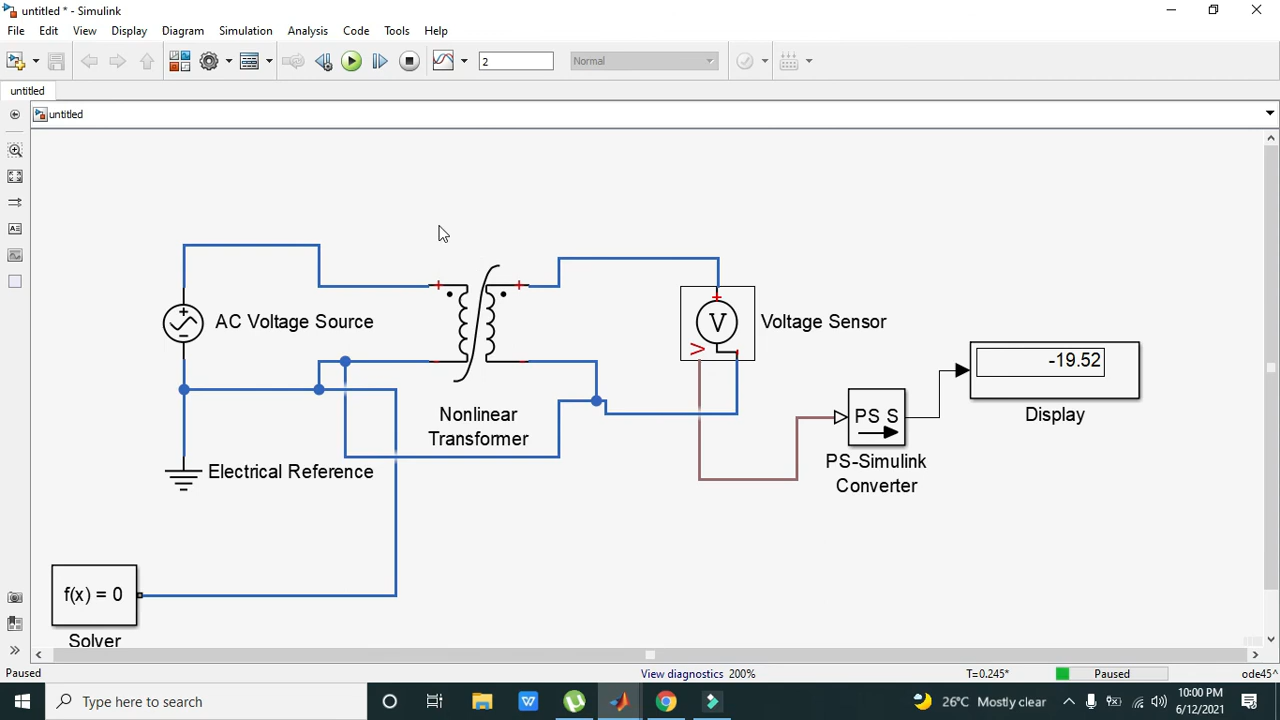 untitled * - Simulink
File Edit View Display Diagram Simulation Analysis Code Tools Help
2
Normal
untitled
untitled
AC Voltage Source
Nonlinear
Transformer
Electrical Reference
V
Voltage Sensor
-19.52
Display
PS S
PS-Simulink
Converter
f(x) = 0
Solver
Paused
View diagnostics 200%
T=0.245*
Paused
ode45^
Type here to search
26°C Mostly clear
10:00 PM
6/12/2021